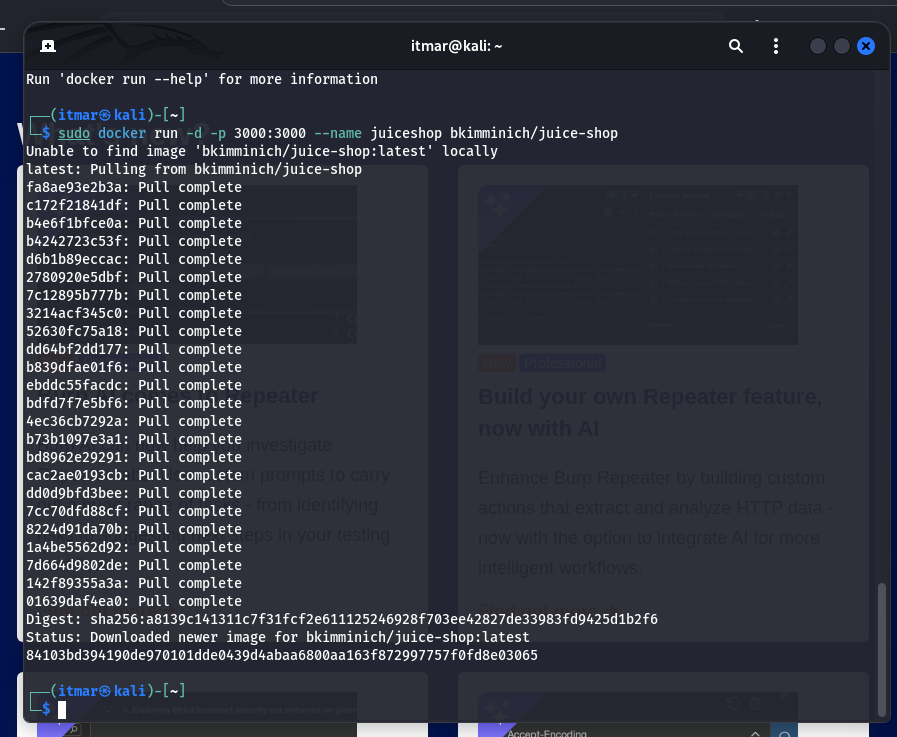 itmar@kali: ~
Run 'docker run --help' for more information
┌──(itmar㉿kali)-[~]
└─$ sudo docker run -d -p 3000:3000 --name juiceshop bkimminich/juice-shop
Unable to find image 'bkimminich/juice-shop:latest' locally
latest: Pulling from bkimminich/juice-shop
fa8ae93e2b3a: Pull complete
c172f21841df: Pull complete
b4e6f1bfce0a: Pull complete
b4242723c53f: Pull complete
d6b1b89eccac: Pull complete
2780920e5dbf: Pull complete
7c12895b777b: Pull complete
3214acf345c0: Pull complete
52630fc75a18: Pull complete
dd64bf2dd177: Pull complete
b839dfae01f6: Pull complete
ebddc55facdc: Pull complete
bdfd7f7e5bf6: Pull complete
4ec36cb7292a: Pull complete
b73b1097e3a1: Pull complete
bd8962e29291: Pull complete
cac2ae0193cb: Pull complete
dd0d9bfd3bee: Pull complete
7cc70dfd88cf: Pull complete
8224d91da70b: Pull complete
1a4be5562d92: Pull complete
7d664d9802de: Pull complete
142f89355a3a: Pull complete
01639daf4ea0: Pull complete
Digest: sha256:a8139c141311c7f31fcf2e611125246928f703ee42827de33983fd9425d1b2f6
Status: Downloaded newer image for bkimminich/juice-shop:latest
84103bd394190de970101dde0439d4abaa6800aa163f872997757f0fd8e03065
┌──(itmar㉿kali)-[~]
└─$
Repeater
investigate
prompts to carry
from identifying
steps in your testing
New Professional
Build your own Repeater feature,
now with AI
Enhance Burp Repeater by building custom
actions that extract and analyze HTTP data -
now with the option to integrate AI for more
intelligent workflows.
Accept-Encoding